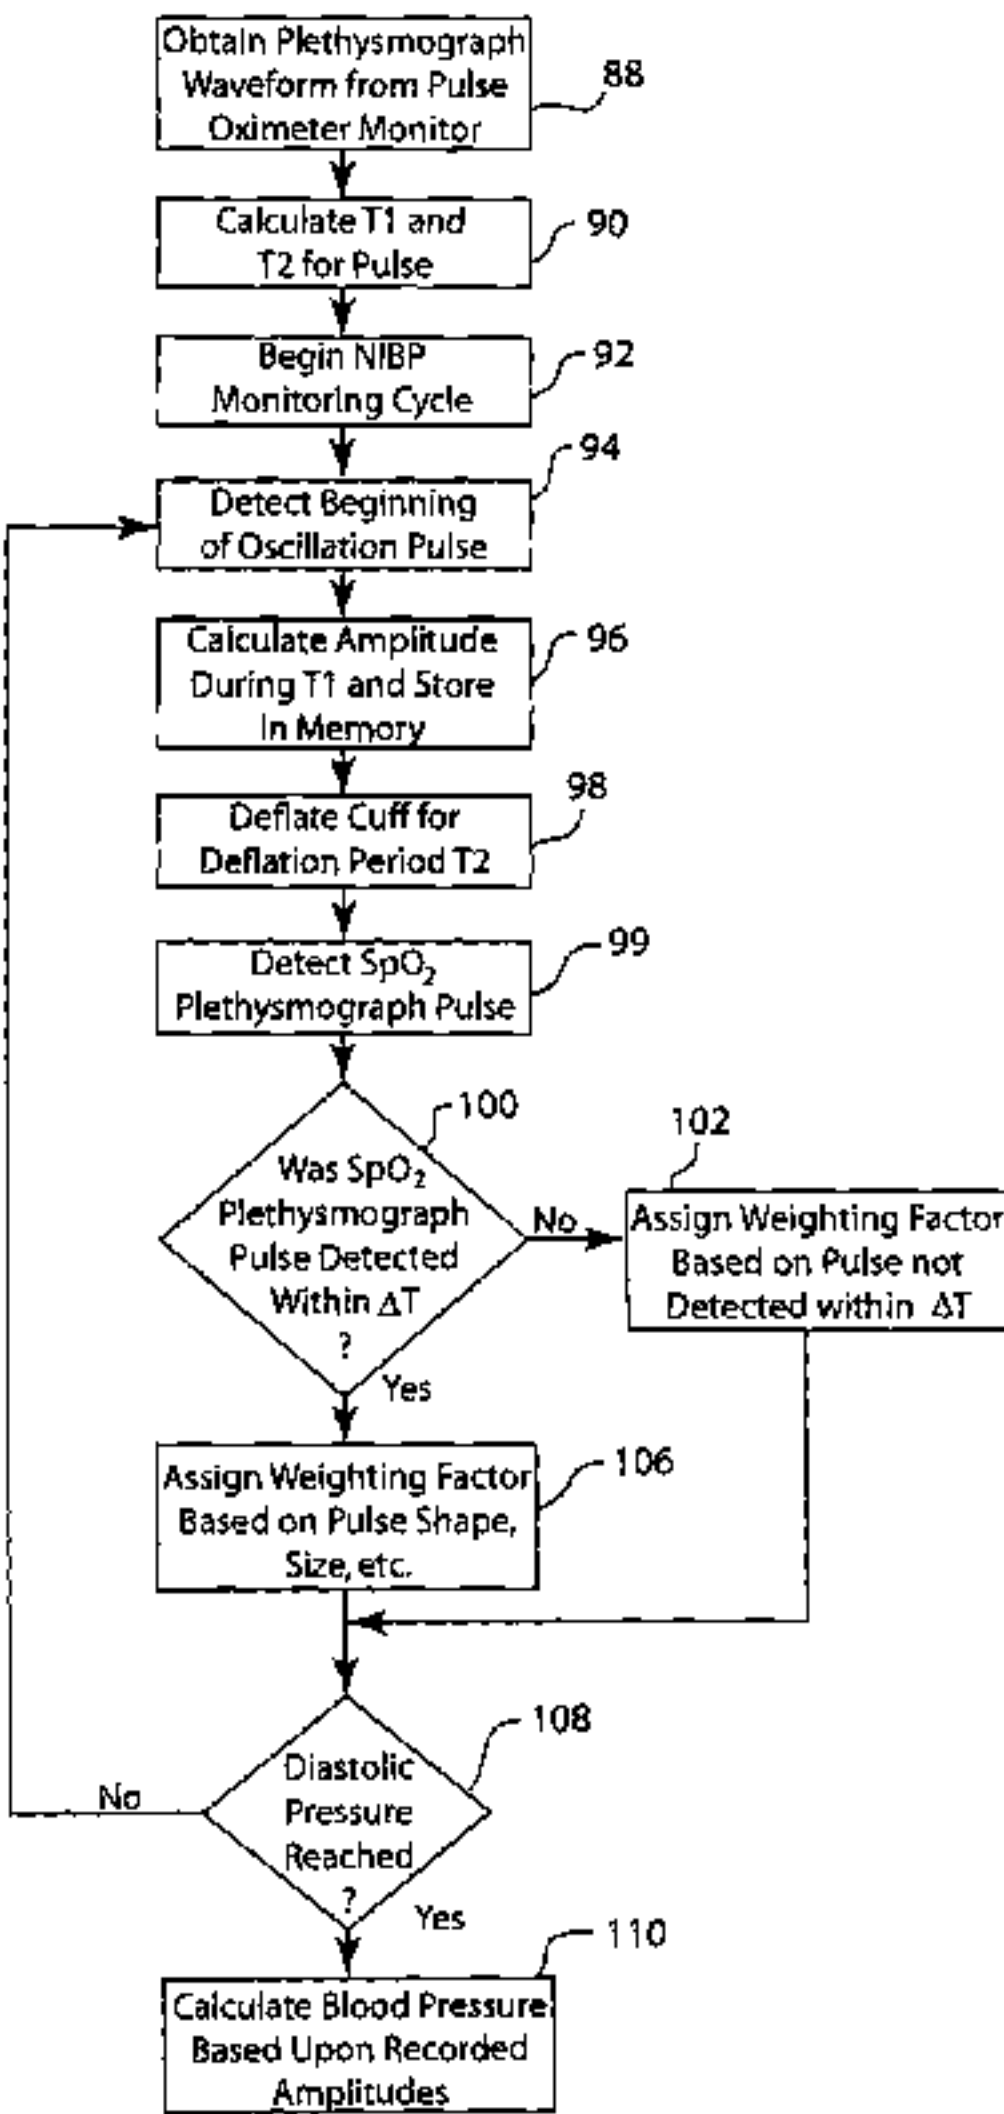 Obtain Plethysmograph
Waveform from Pulse
Oximeter Monitor
88
Calculate T1 and
T2 for Pulse
90
Begin NIBP
Monitoring Cycle
92
94
Detect Beginning
of Oscillation Pulse
Calculate Amplitude
During T1 and Store
in Memory
96
98
Deflate Cuff for
Deflation Period T2
99
Detect SpO₂
Plethysmograph Pulse
100
Was SpO₂
Plethysmograph
Pulse Detected
Within ΔT
?
No
Yes
102
Assign Weighting Factor
Based on Pulse not
Detected within ΔT
106
Assign Weighting Factor
Based on Pulse Shape,
Size, etc.
108
Diastolic
Pressure
Reached
?
No
Yes
110
Calculate Blood Pressure
Based Upon Recorded
Amplitudes